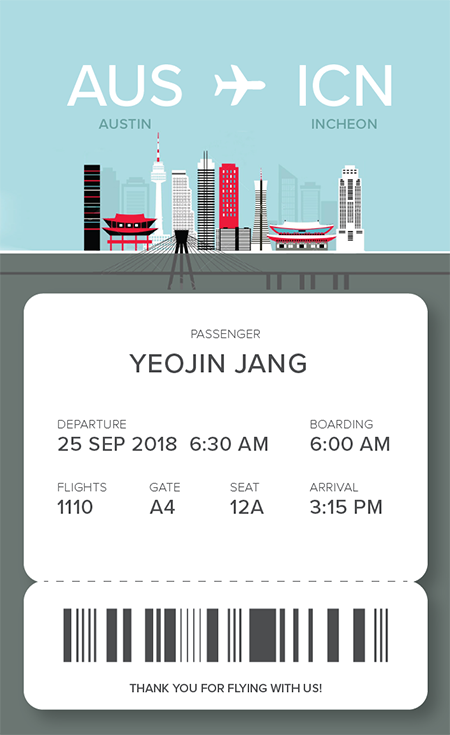 AUS ICN
AUSTIN INCHEON
PASSENGER
YEOJIN JANG
DEPARTURE BOARDING
25 SEP 2018 6:30 AM 6:00 AM
FLIGHTS GATE SEAT ARRIVAL
1110 A4 12A 3:15 PM
THANK YOU FOR FLYING WITH US!